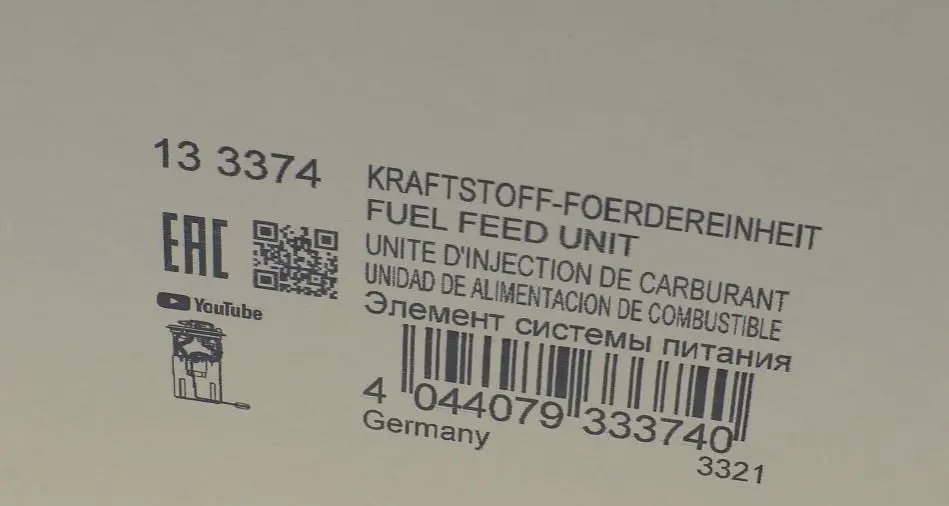 13 3374
KRAFTSTOFF-FOERDEREINHEIT
FUEL FEED UNIT
UNITE D'INJECTION DE CARBURANT
UNIDAD DE ALIMENTACION DE COMBUSTIBLE
Элемент системы питания
EAC
YouTube
4 044079 333740
Germany
3321